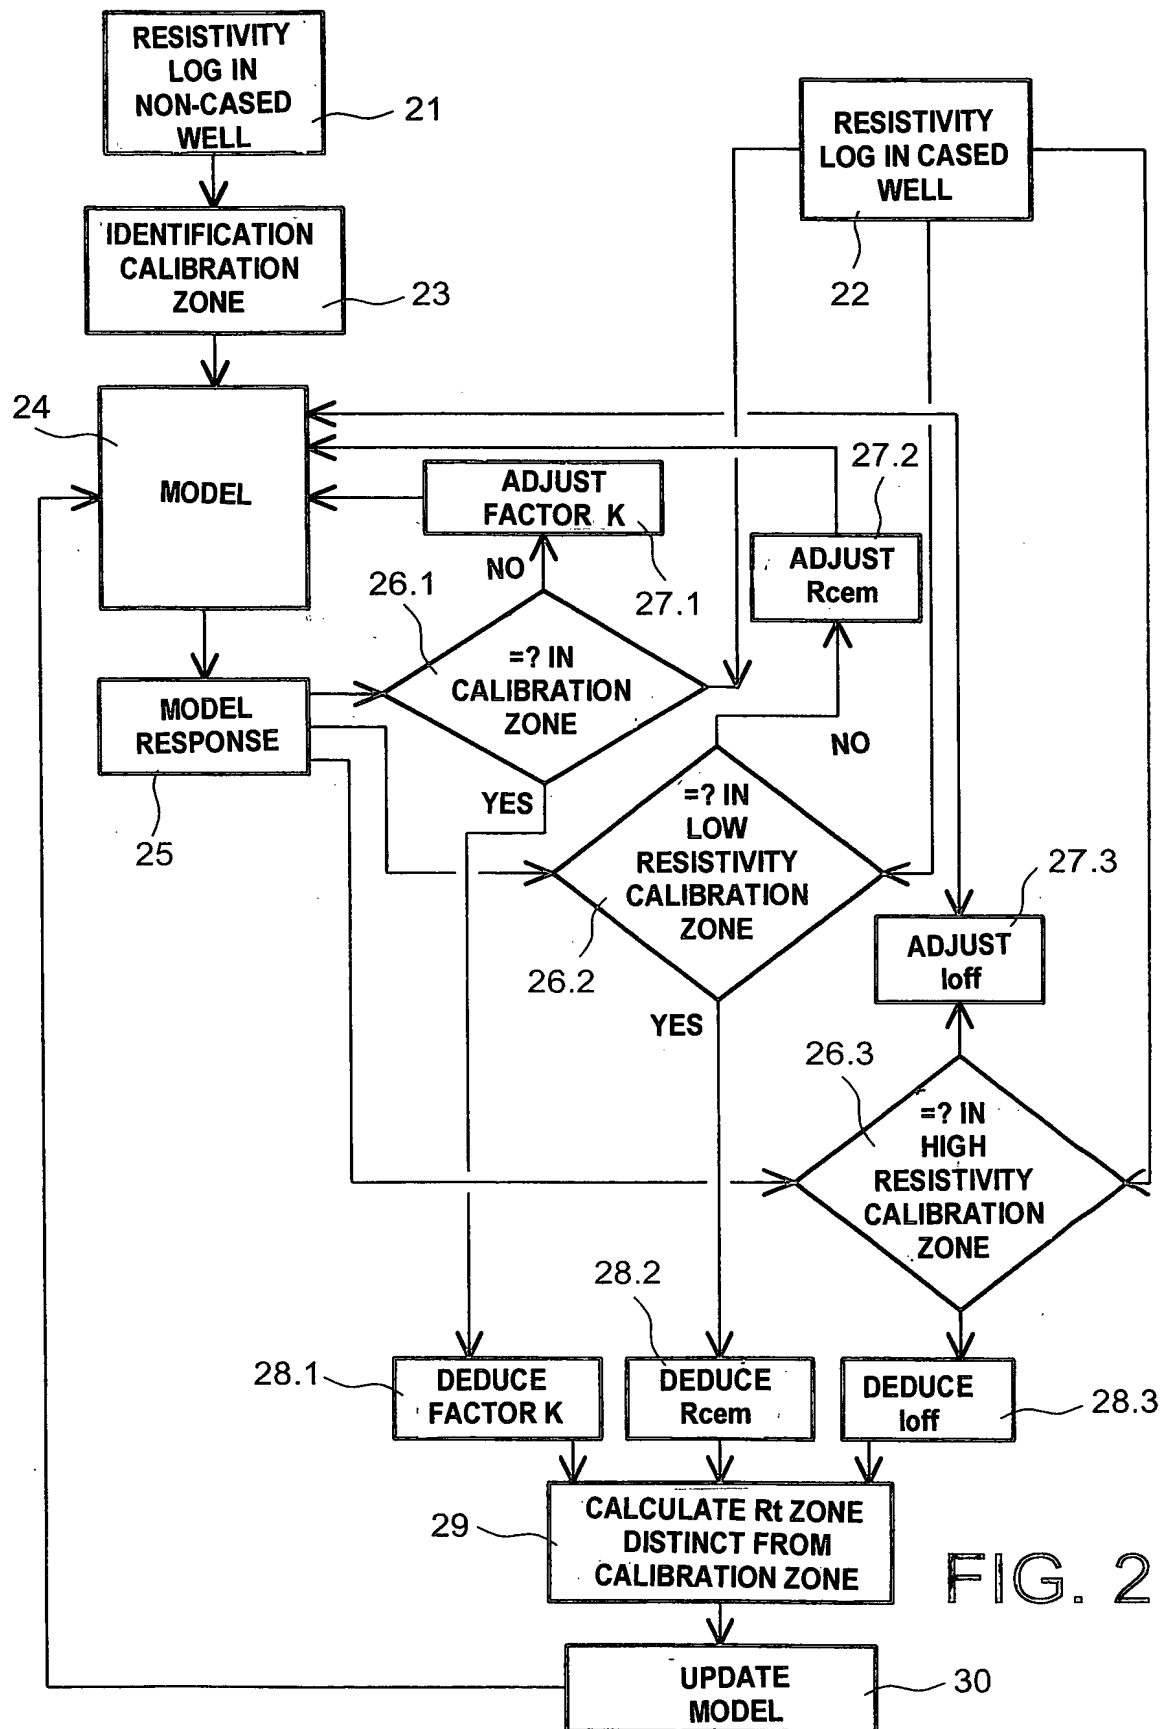 RESISTIVITY
LOG IN
NON-CASED
WELL
21
RESISTIVITY
LOG IN CASED
WELL
22
IDENTIFICATION
CALIBRATION
ZONE
23
24
MODEL
ADJUST
FACTOR K
27.1
27.2
ADJUST
Rcem
NO
26.1
=? IN
CALIBRATION
ZONE
YES
MODEL
RESPONSE
25
NO
=? IN
LOW
RESISTIVITY
CALIBRATION
ZONE
26.2
YES
27.3
ADJUST
Ioff
26.3
=? IN
HIGH
RESISTIVITY
CALIBRATION
ZONE
28.1
DEDUCE
FACTOR K
28.2
DEDUCE
Rcem
DEDUCE
Ioff
28.3
29
CALCULATE Rt ZONE
DISTINCT FROM
CALIBRATION ZONE
FIG. 2
UPDATE
MODEL
30